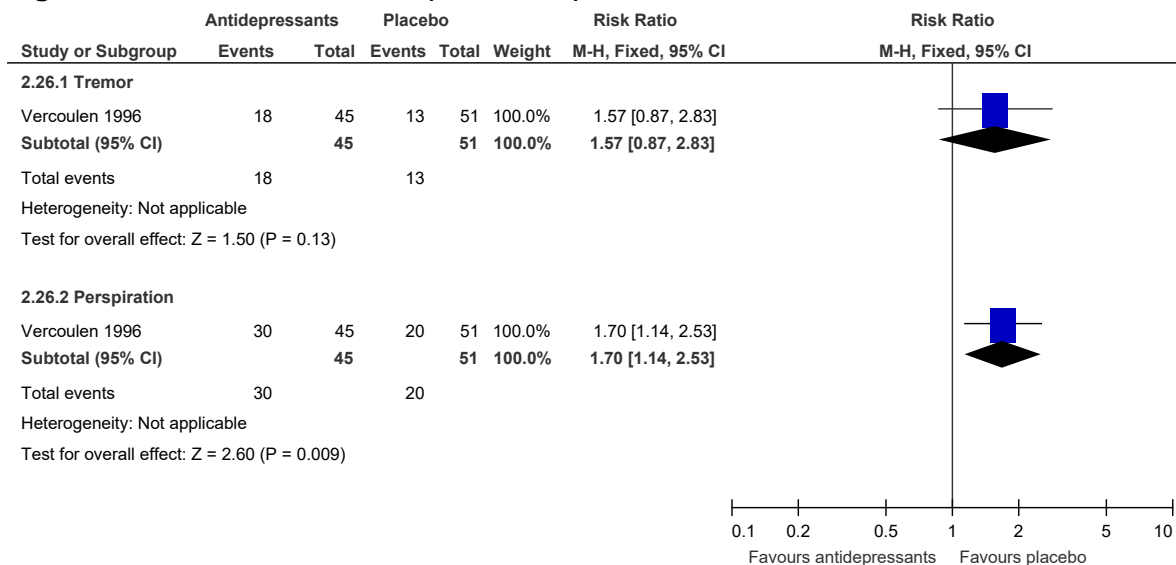 Antidepressants Placebo Risk Ratio Risk Ratio
Study or Subgroup Events Total Events Total Weight M-H, Fixed, 95% CI M-H, Fixed, 95% CI
2.26.1 Tremor
Vercoulen 1996 18 45 13 51 100.0% 1.57 [0.87, 2.83]
Subtotal (95% CI) 45 51 100.0% 1.57 [0.87, 2.83]
Total events 18 13
Heterogeneity: Not applicable
Test for overall effect: Z = 1.50 (P = 0.13)
2.26.2 Perspiration
Vercoulen 1996 30 45 20 51 100.0% 1.70 [1.14, 2.53]
Subtotal (95% CI) 45 51 100.0% 1.70 [1.14, 2.53]
Total events 30 20
Heterogeneity: Not applicable
Test for overall effect: Z = 2.60 (P = 0.009)
0.1 0.2 0.5 1 2 5 10
Favours antidepressants Favours placebo